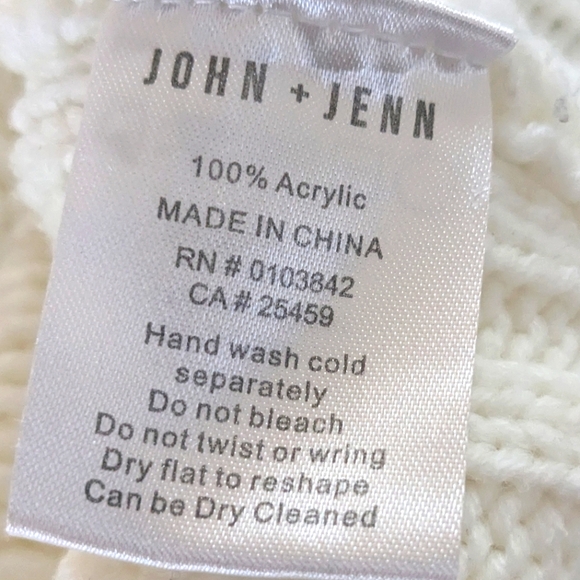 JOHN + JENN
100% Acrylic
MADE IN CHINA
RN # 0103842
CA # 25459
Hand wash cold
separately
Do not bleach
Do not twist or wring
Dry flat to reshape
Can be Dry Cleaned